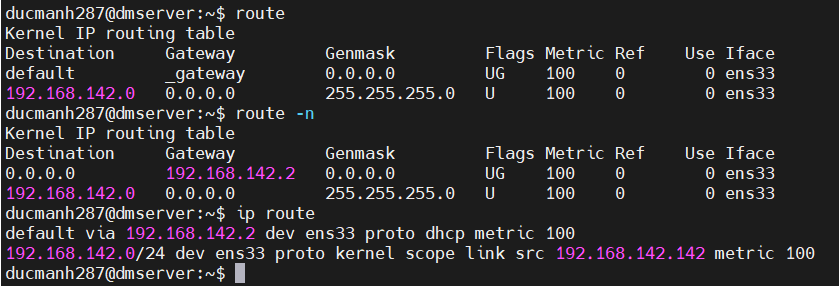 ducmanh287@dmserver:~$ route
Kernel IP routing table
Destination     Gateway         Genmask         Flags Metric Ref    Use Iface
default         _gateway        0.0.0.0         UG    100    0        0 ens33
192.168.142.0   0.0.0.0         255.255.255.0   U     100    0        0 ens33
ducmanh287@dmserver:~$ route -n
Kernel IP routing table
Destination     Gateway         Genmask         Flags Metric Ref    Use Iface
0.0.0.0         192.168.142.2   0.0.0.0         UG    100    0        0 ens33
192.168.142.0   0.0.0.0         255.255.255.0   U     100    0        0 ens33
ducmanh287@dmserver:~$ ip route
default via 192.168.142.2 dev ens33 proto dhcp metric 100
192.168.142.0/24 dev ens33 proto kernel scope link src 192.168.142.142 metric 100
ducmanh287@dmserver:~$